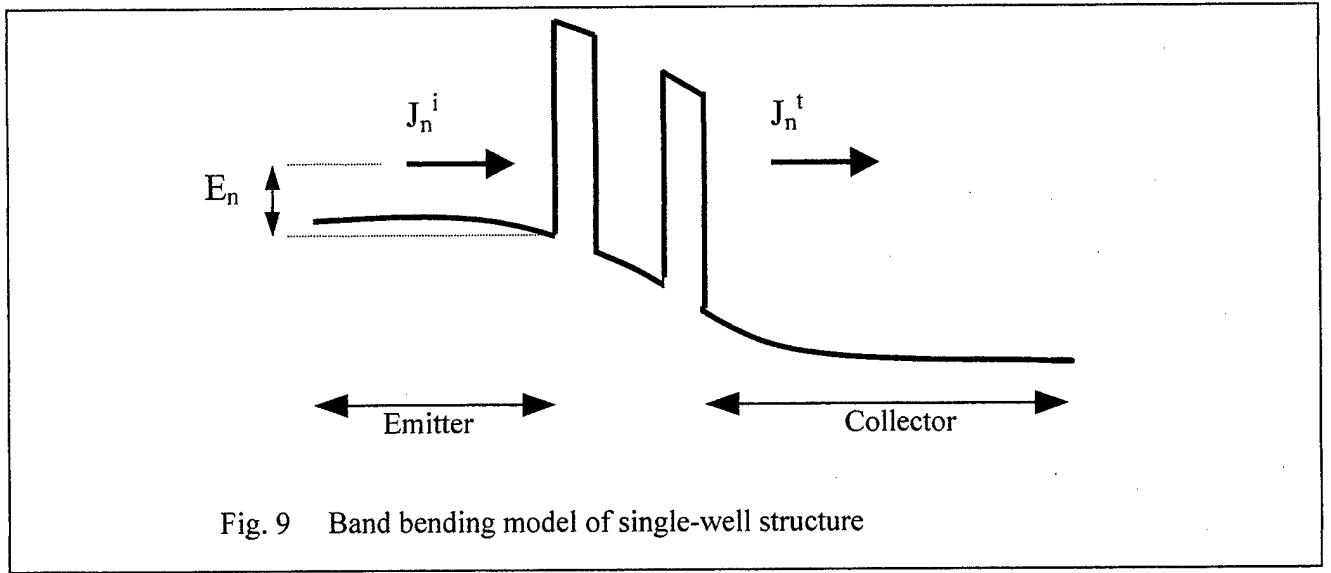 J_n^i
J_n^t
E_n
Emitter
Collector
Fig. 9 Band bending model of single-well structure